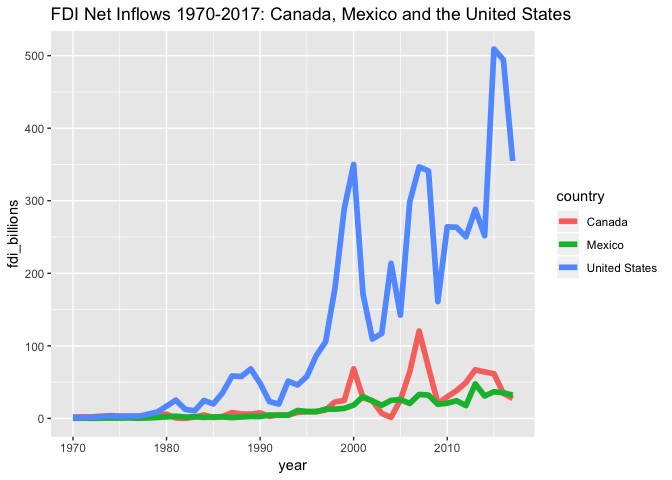 FDI Net Inflows 1970-2017: Canada, Mexico and the United States
fdi_billions
500
400
300
200
100
0
1970
1980
1990
2000
2010
year
country
Canada
Mexico
United States